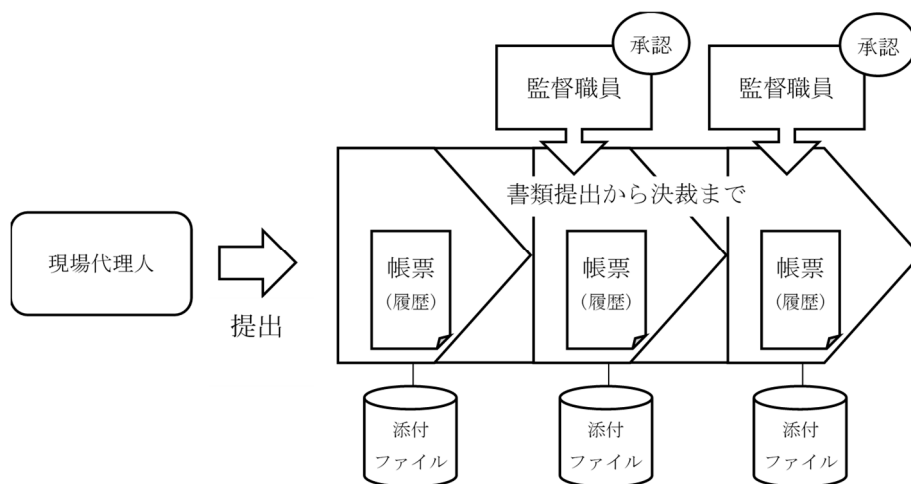 承認
監督職員
承認
監督職員
書類提出から決裁まで
現場代理人
提出
帳票
(履歴)
帳票
(履歴)
帳票
(履歴)
添付
ファイル
添付
ファイル
添付
ファイル